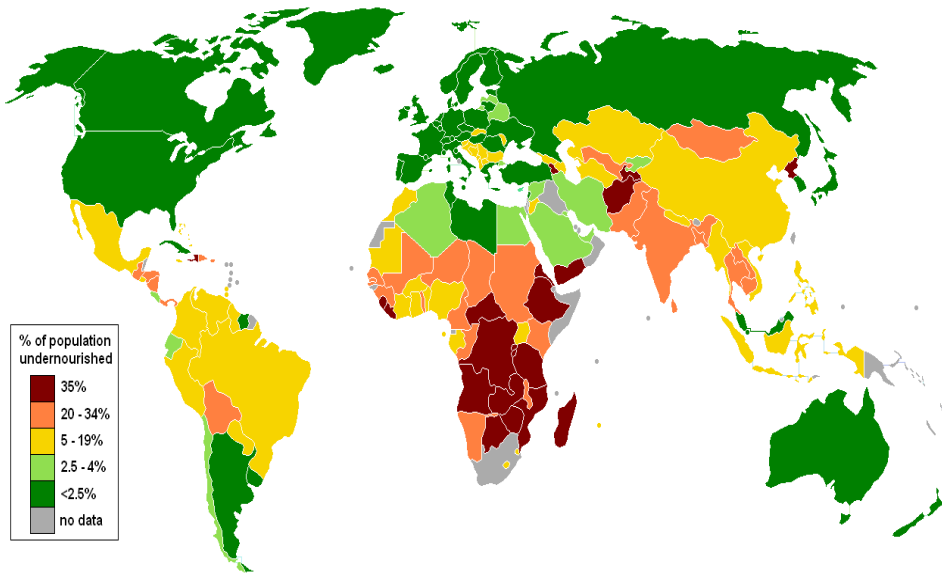 % of population
undernourished
35%
20 - 34%
5 - 19%
2.5 - 4%
<2.5%
no data